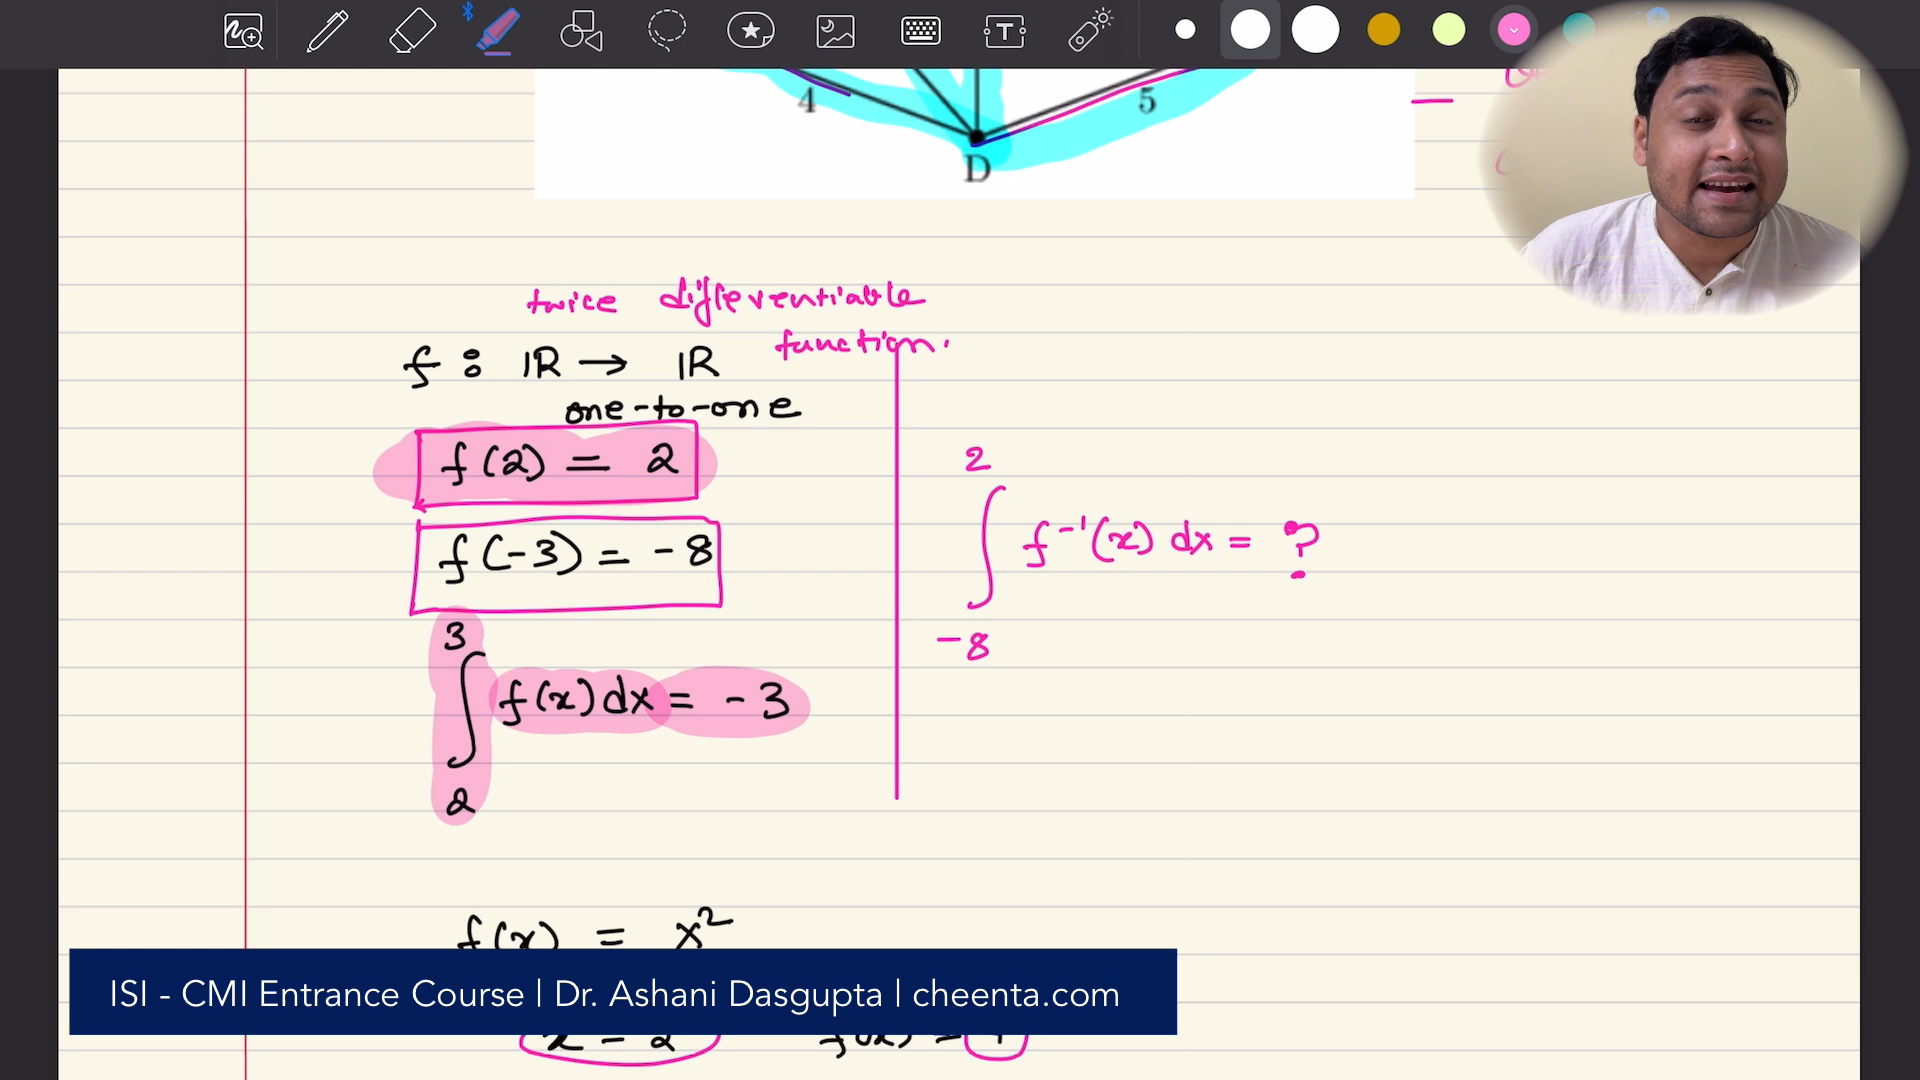 T
4
5
D
twice differentiable
function.
f : IR → IR
one-to-one
f(2) = 2
f(-3) = -8
3
∫ f(x)dx = -3
2
2
∫ f⁻¹(x) dx = ?
-8
f(x) = x²
ISI - CMI Entrance Course | Dr. Ashani Dasgupta | cheenta.com